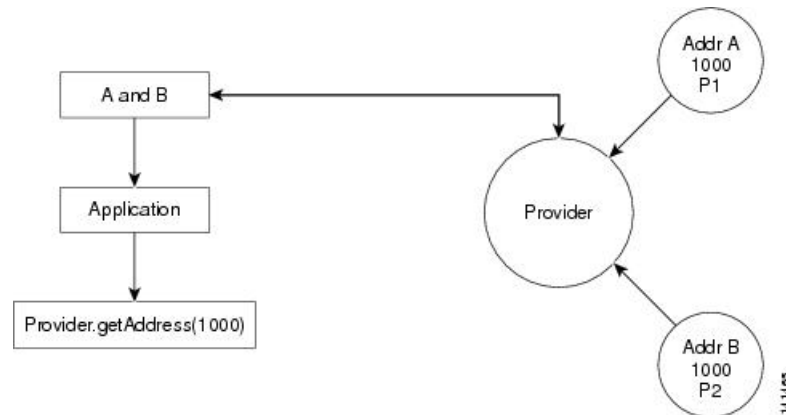 Addr A
1000
P1
A and B
Application
Provider
Provider.getAddress(1000)
Addr B
1000
P2